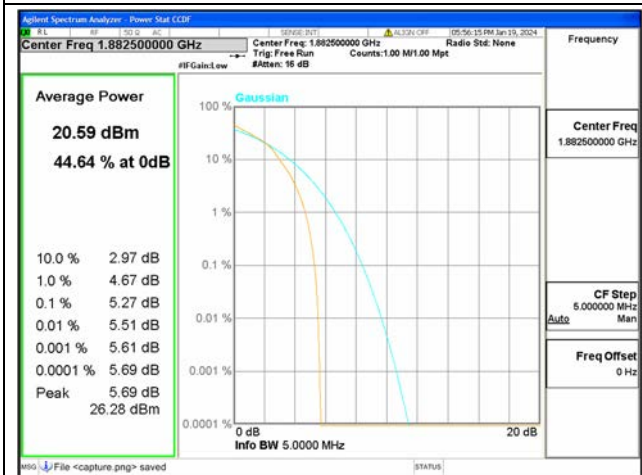 Agilent Spectrum Analyzer - Power Stat CCDF
RL RF 50 Ω AC SENSE:INT ALIGN OFF 05:56:15 PM Jan 19, 2024
Center Freq 1.882500000 GHz
Center Freq: 1.882500000 GHz Radio Std: None
Trig: Free Run Counts:1.00 M/1.00 Mpt
#IFGain:Low #Atten: 16 dB
Frequency
Average Power
20.59 dBm
44.64 % at 0dB
10.0 % 2.97 dB
1.0 % 4.67 dB
0.1 % 5.27 dB
0.01 % 5.51 dB
0.001 % 5.61 dB
0.0001 % 5.69 dB
Peak 5.69 dB
26.28 dBm
Gaussian
100 %
10 %
1 %
0.1 %
0.01 %
0.001 %
0.0001 %
0 dB 20 dB
Info BW 5.0000 MHz
Center Freq
1.882500000 GHz
CF Step
5.000000 MHz
Auto Man
Freq Offset
0 Hz
MSG File <capture.png> saved STATUS